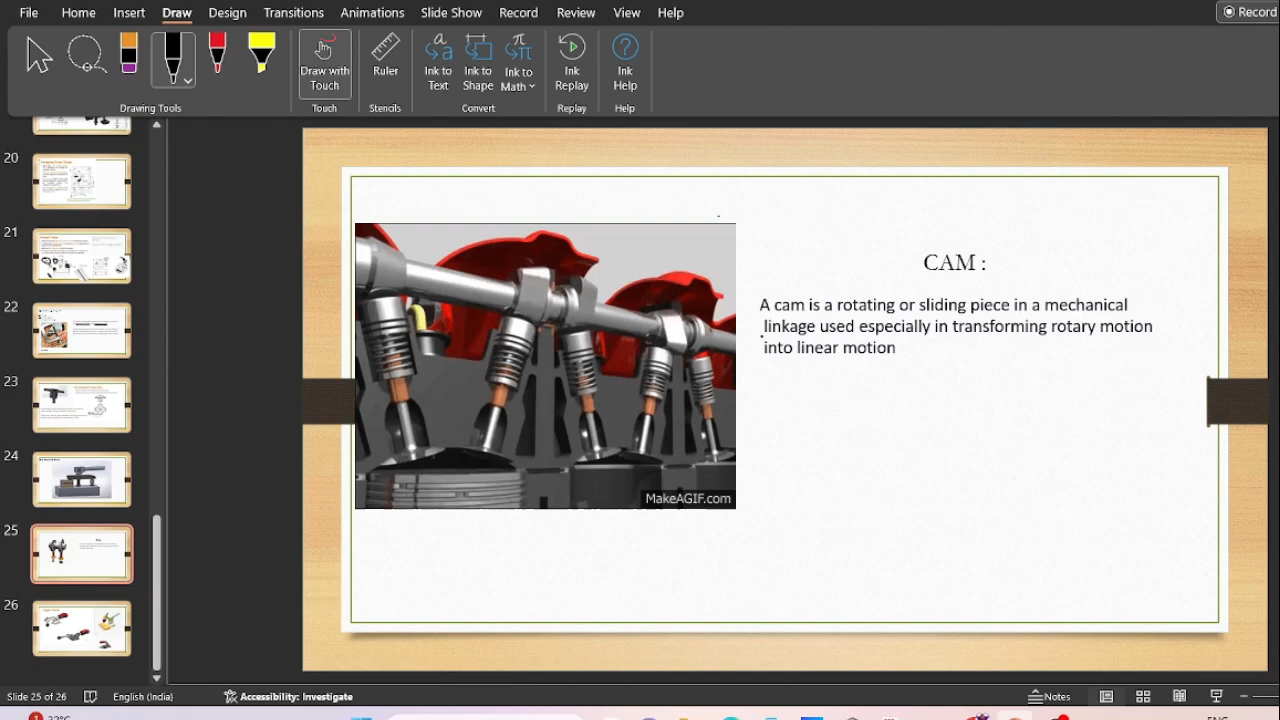 File Home Insert Draw Design Transitions Animations Slide Show Record Review View Help Record
Draw with Touch
Ruler
Ink to Text
Ink to Shape
Ink to Math
Ink Replay
Ink Help
Drawing Tools Touch Stencils Convert Replay Help
20
21
22
23
24
25
26
CAM :
A cam is a rotating or sliding piece in a mechanical
linkage used especially in transforming rotary motion
into linear motion
MakeAGIF.com
Slide 25 of 26 English (India) Accessibility: Investigate Notes